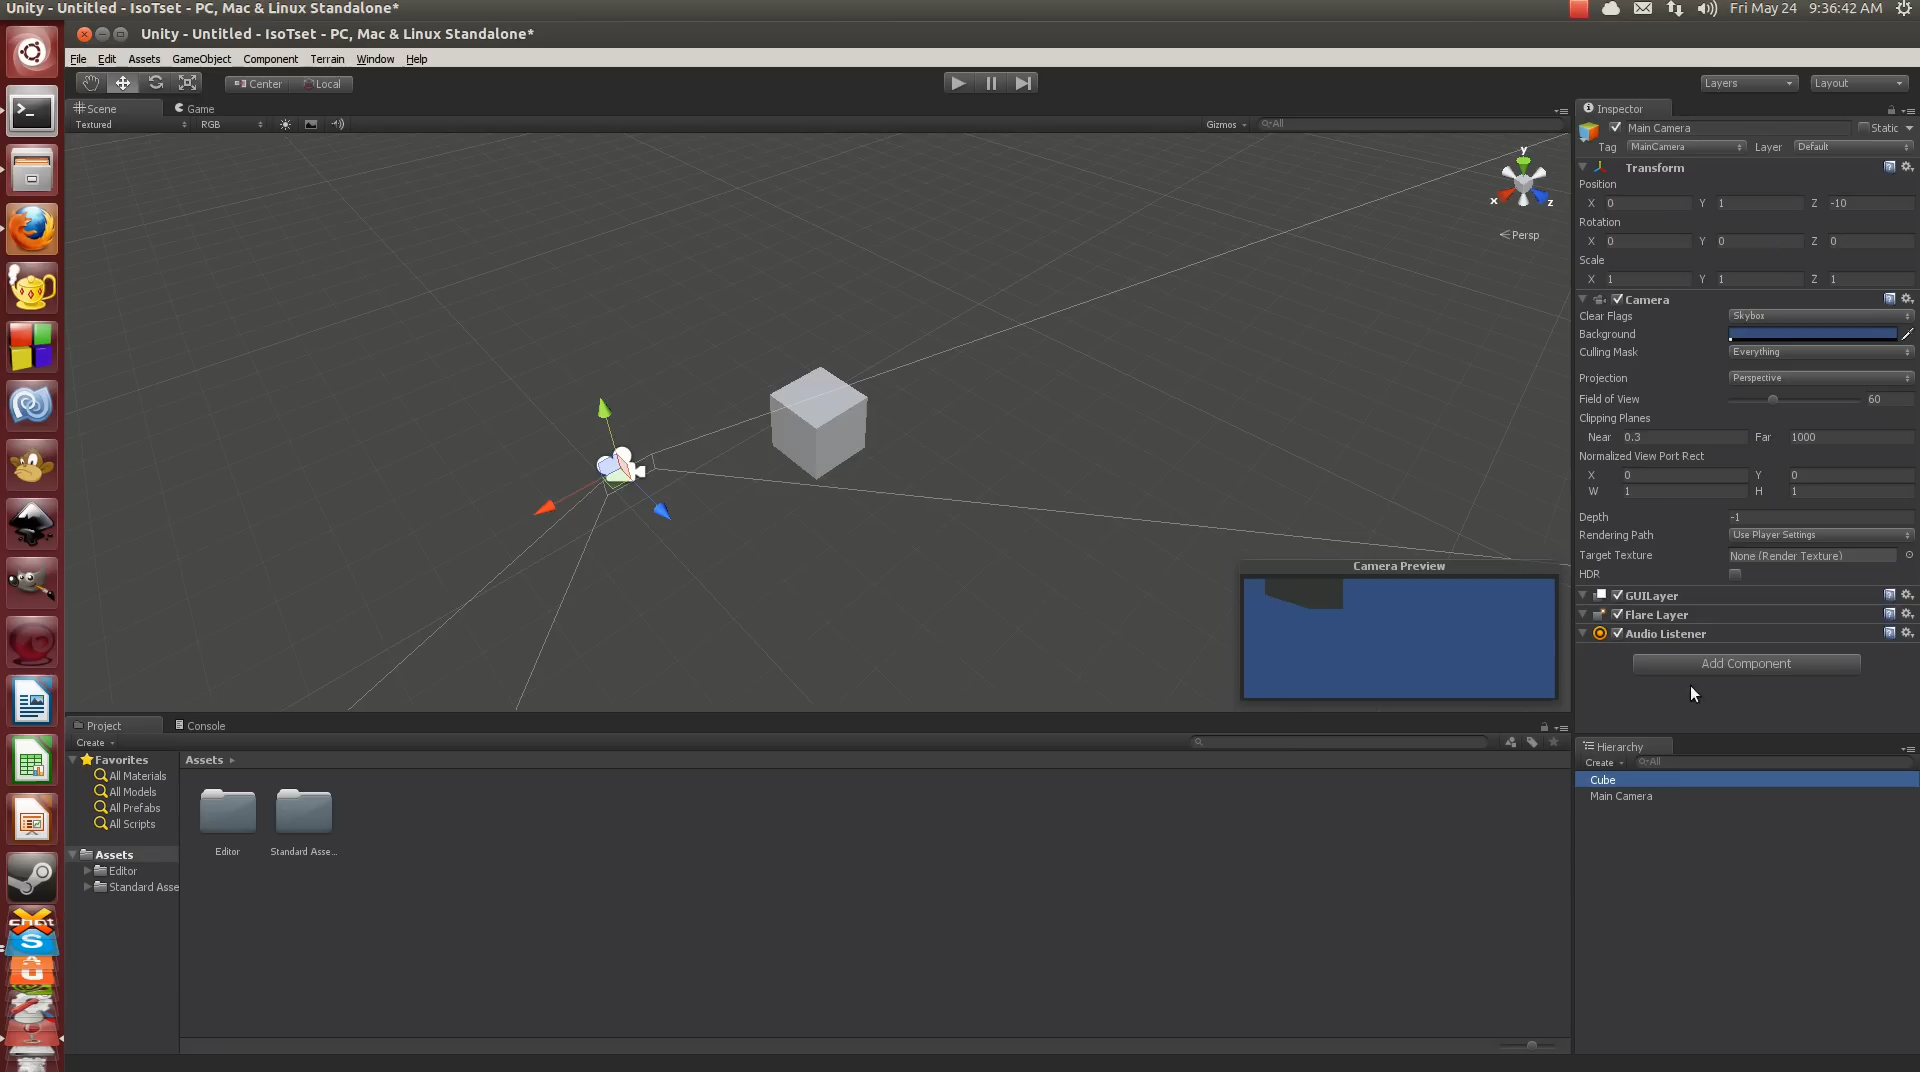 Unity - Untitled - IsoTset - PC, Mac & Linux Standalone*
Fri May 24 9:36:42 AM
Unity - Untitled - IsoTset - PC, Mac & Linux Standalone*
File Edit Assets GameObject Component Terrain Window Help
Center Local
Layers Layout
Scene Game
Textured RGB
Gizmos All
y
x z
Persp
Camera Preview
Inspector
Main Camera Static
Tag MainCamera Layer Default
Transform
Position
X 0 Y 1 Z -10
Rotation
X 0 Y 0 Z 0
Scale
X 1 Y 1 Z 1
Camera
Clear Flags Skybox
Background
Culling Mask Everything
Projection Perspective
Field of View 60
Clipping Planes
Near 0.3 Far 1000
Normalized View Port Rect
X 0 Y 0
W 1 H 1
Depth -1
Rendering Path Use Player Settings
Target Texture None (Render Texture)
HDR
GUILayer
Flare Layer
Audio Listener
Add Component
Project Console
Create
Favorites
All Materials
All Models
All Prefabs
All Scripts
Assets
Editor
Standard Asse
Assets
Editor
Standard Asse...
Hierarchy
Create All
Cube
Main Camera